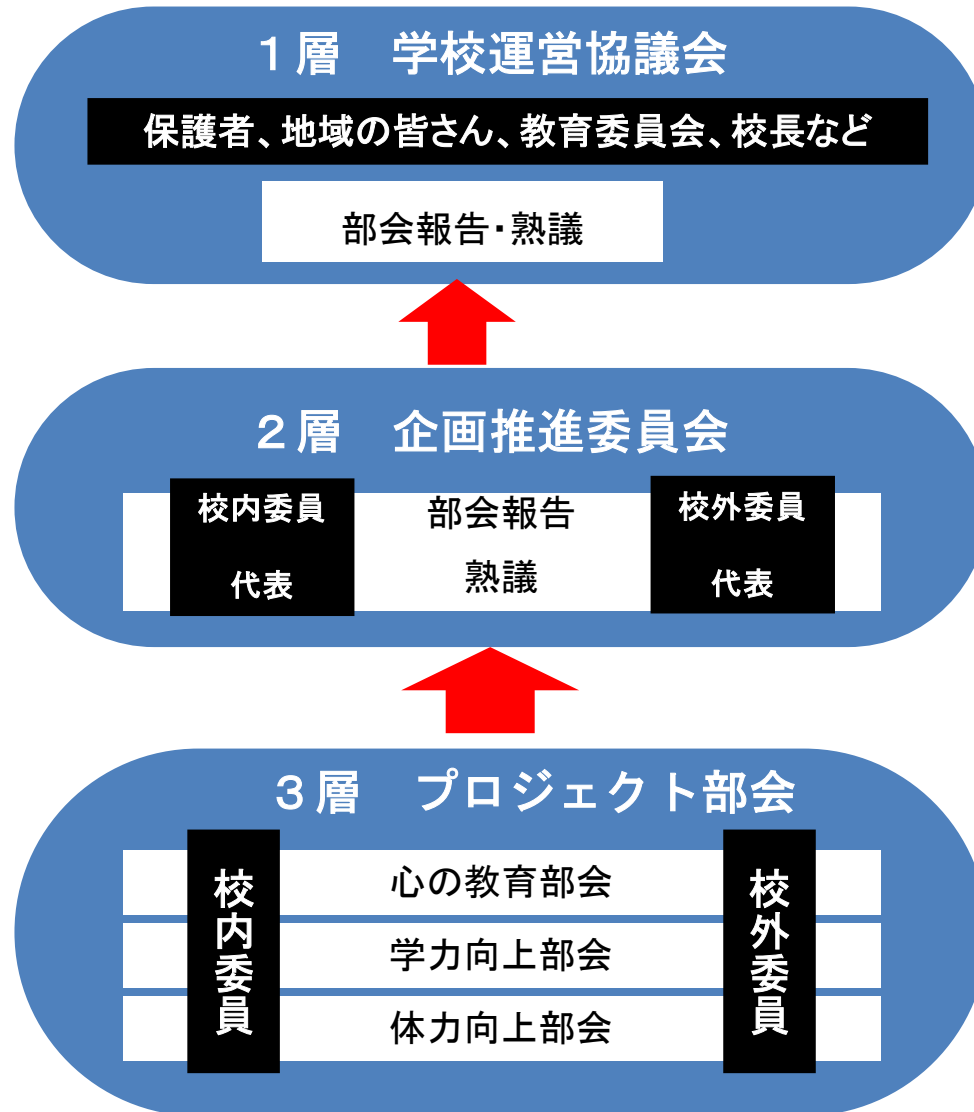 １層　学校運営協議会
保護者、地域の皆さん、教育委員会、校長など
部会報告・熟議
２層　企画推進委員会
校内委員
代表
部会報告
熟議
校外委員
代表
３層　プロジェクト部会
校内委員
心の教育部会
学力向上部会
体力向上部会
校外委員